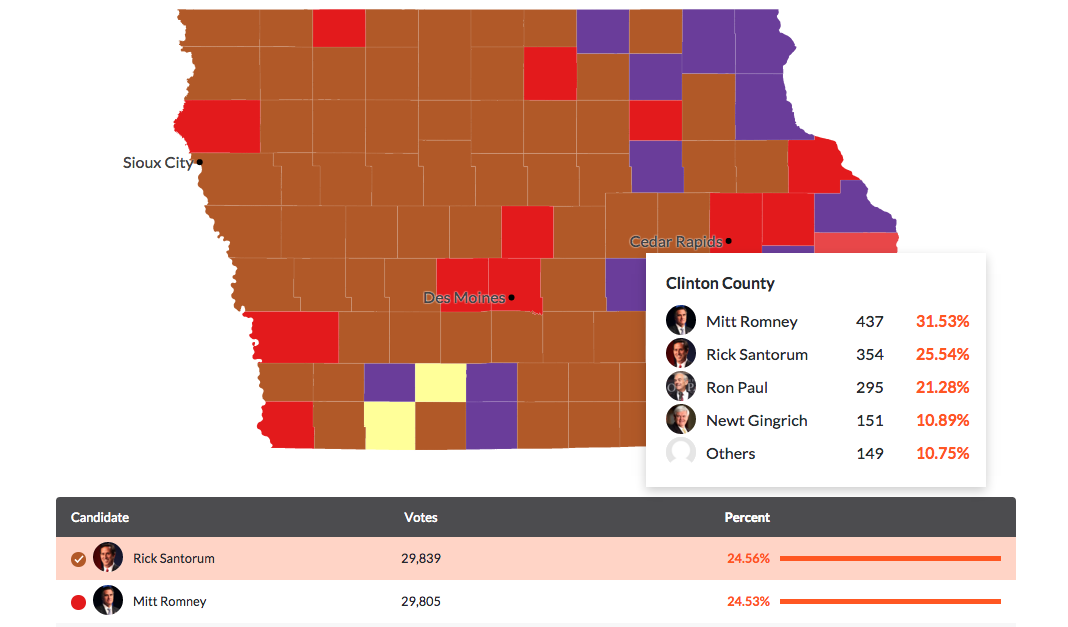 Sioux City
Cedar Rapids
Des Moines
Clinton County
Mitt Romney 437 31.53%
Rick Santorum 354 25.54%
Ron Paul 295 21.28%
Newt Gingrich 151 10.89%
Others 149 10.75%
Candidate Votes Percent
Rick Santorum 29,839 24.56%
Mitt Romney 29,805 24.53%